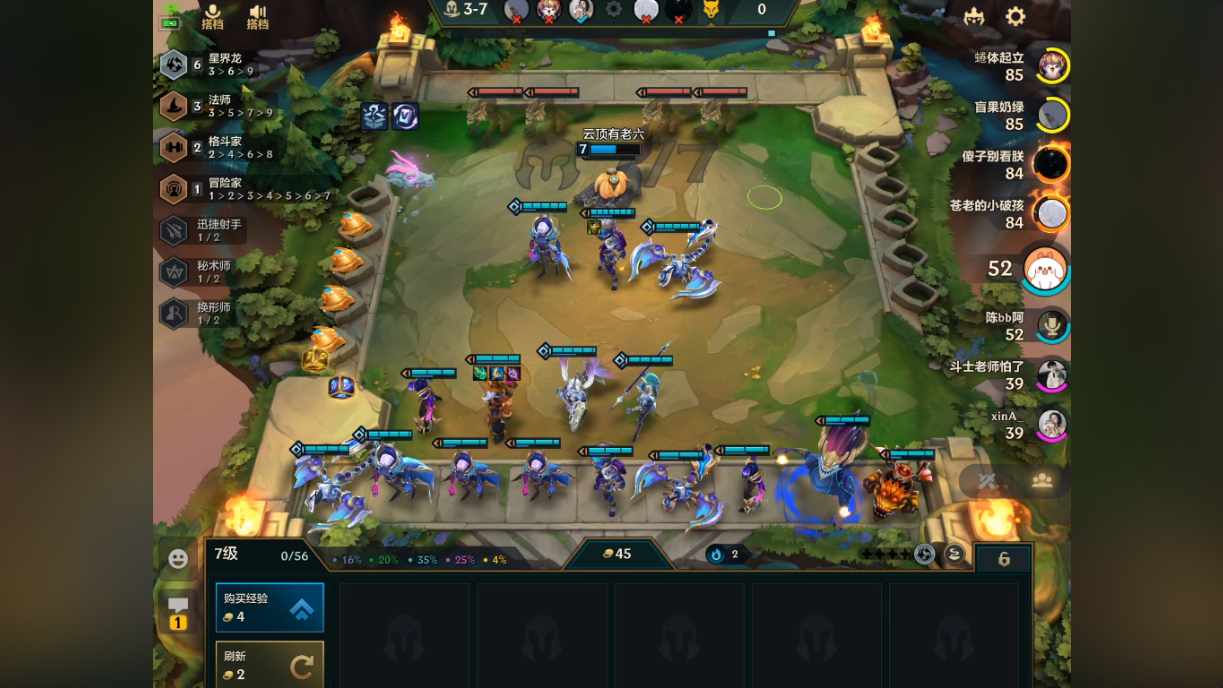 搭档
搭档
3-7
0
6
星界龙
3 > 6 > 9
3
法师
3 > 5 > 7 > 9
2
格斗家
2 > 4 > 6 > 8
1
冒险家
1 > 2 > 3 > 4 > 5 > 6 > 7
迅捷射手
1 / 2
秘术师
1 / 2
换形师
1 / 2
云顶有老六
7
7/7
蜷体起立
85
盲果奶绿
85
傻子别看朕
84
苍老的小破孩
84
52
陈bb阿
52
斗士老师怕了
39
xinA_
39
7级
0/56
16%
20%
35%
25%
4%
45
2
购买经验
4
1
刷新
2